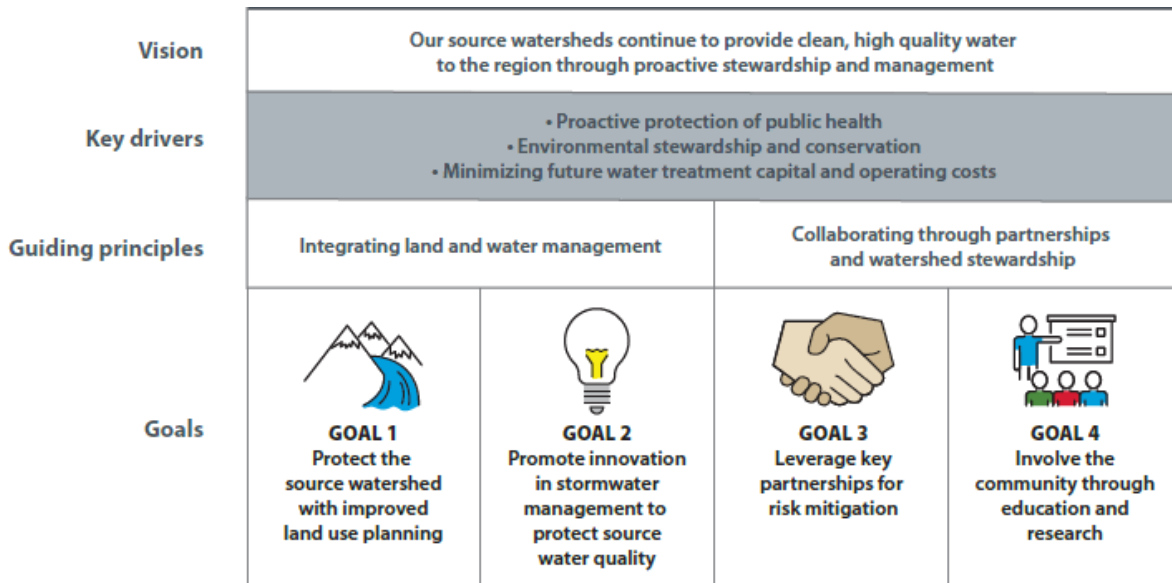 Vision
Our source watersheds continue to provide clean, high quality water
to the region through proactive stewardship and management
Key drivers
• Proactive protection of public health
• Environmental stewardship and conservation
• Minimizing future water treatment capital and operating costs
Guiding principles
Integrating land and water management
Collaborating through partnerships
and watershed stewardship
Goals
GOAL 1
Protect the
source watershed
with improved
land use planning
GOAL 2
Promote innovation
in stormwater
management to
protect source
water quality
GOAL 3
Leverage key
partnerships for
risk mitigation
GOAL 4
Involve the
community through
education and
research